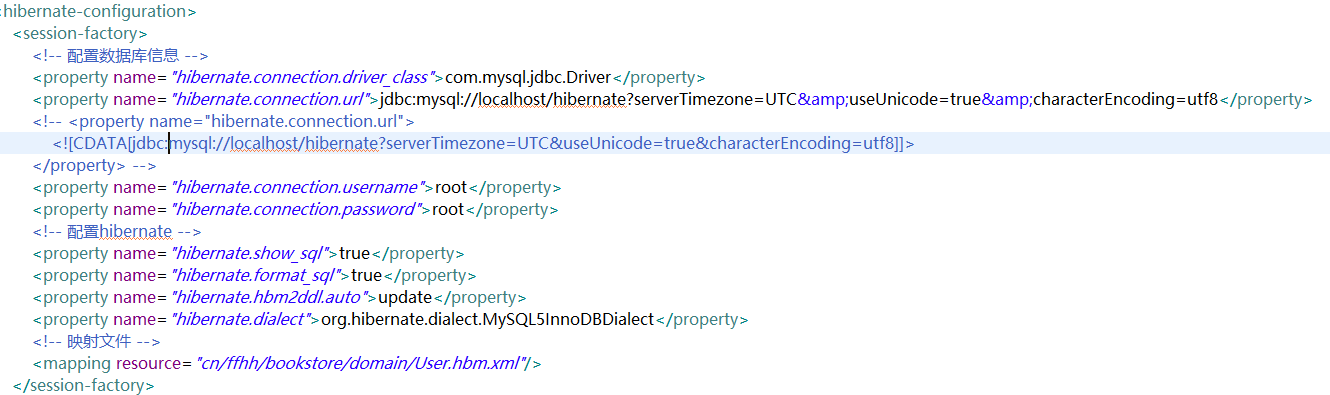 <hibernate-configuration>
<session-factory>
<!-- 配置数据库信息 -->
<property name="hibernate.connection.driver_class">com.mysql.jdbc.Driver</property>
<property name="hibernate.connection.url">jdbc:mysql://localhost/hibernate?serverTimezone=UTC&amp;useUnicode=true&amp;characterEncoding=utf8</property>
<!-- <property name="hibernate.connection.url">
<![CDATA[jdbc:mysql://localhost/hibernate?serverTimezone=UTC&useUnicode=true&characterEncoding=utf8]]>
</property> -->
<property name="hibernate.connection.username">root</property>
<property name="hibernate.connection.password">root</property>
<!-- 配置hibernate -->
<property name="hibernate.show_sql">true</property>
<property name="hibernate.format_sql">true</property>
<property name="hibernate.hbm2ddl.auto">update</property>
<property name="hibernate.dialect">org.hibernate.dialect.MySQL5InnoDBDialect</property>
<!-- 映射文件 -->
<mapping resource="cn/ffhh/bookstore/domain/User.hbm.xml"/>
</session-factory>